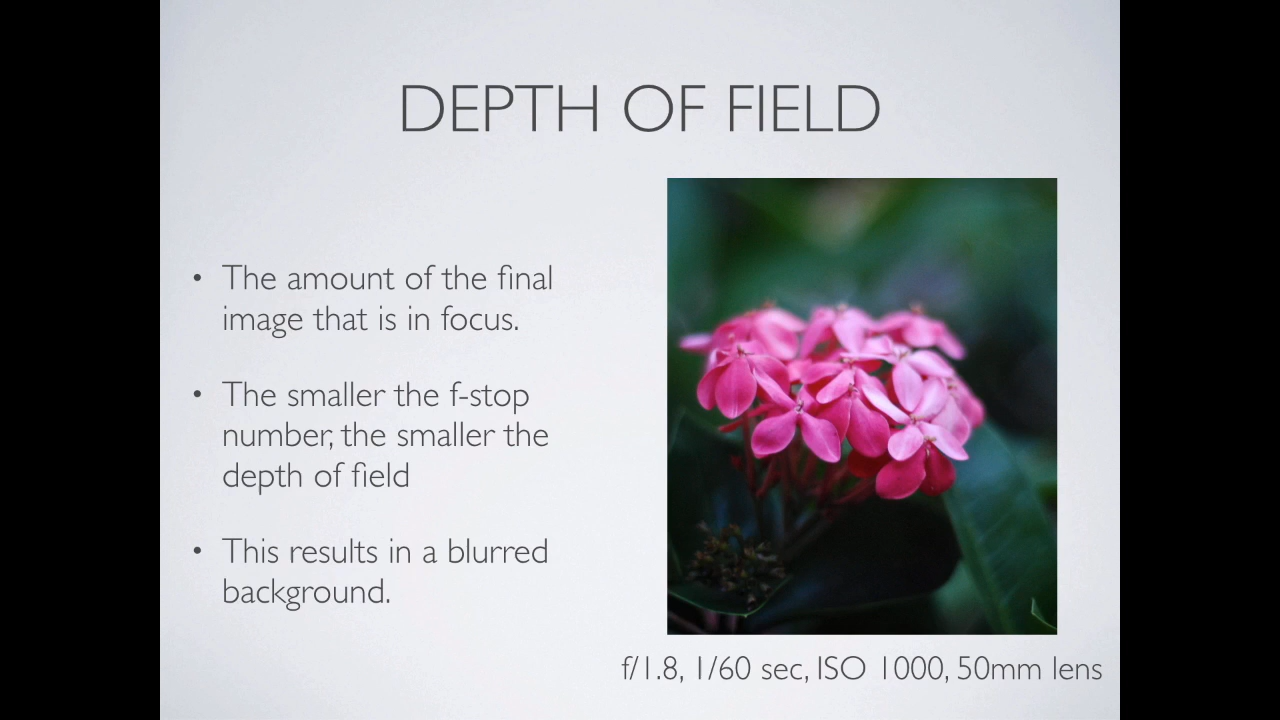 DEPTH OF FIELD
• The amount of the final
image that is in focus.
• The smaller the f-stop
number, the smaller the
depth of field
• This results in a blurred
background.
f/1.8, 1/60 sec, ISO 1000, 50mm lens